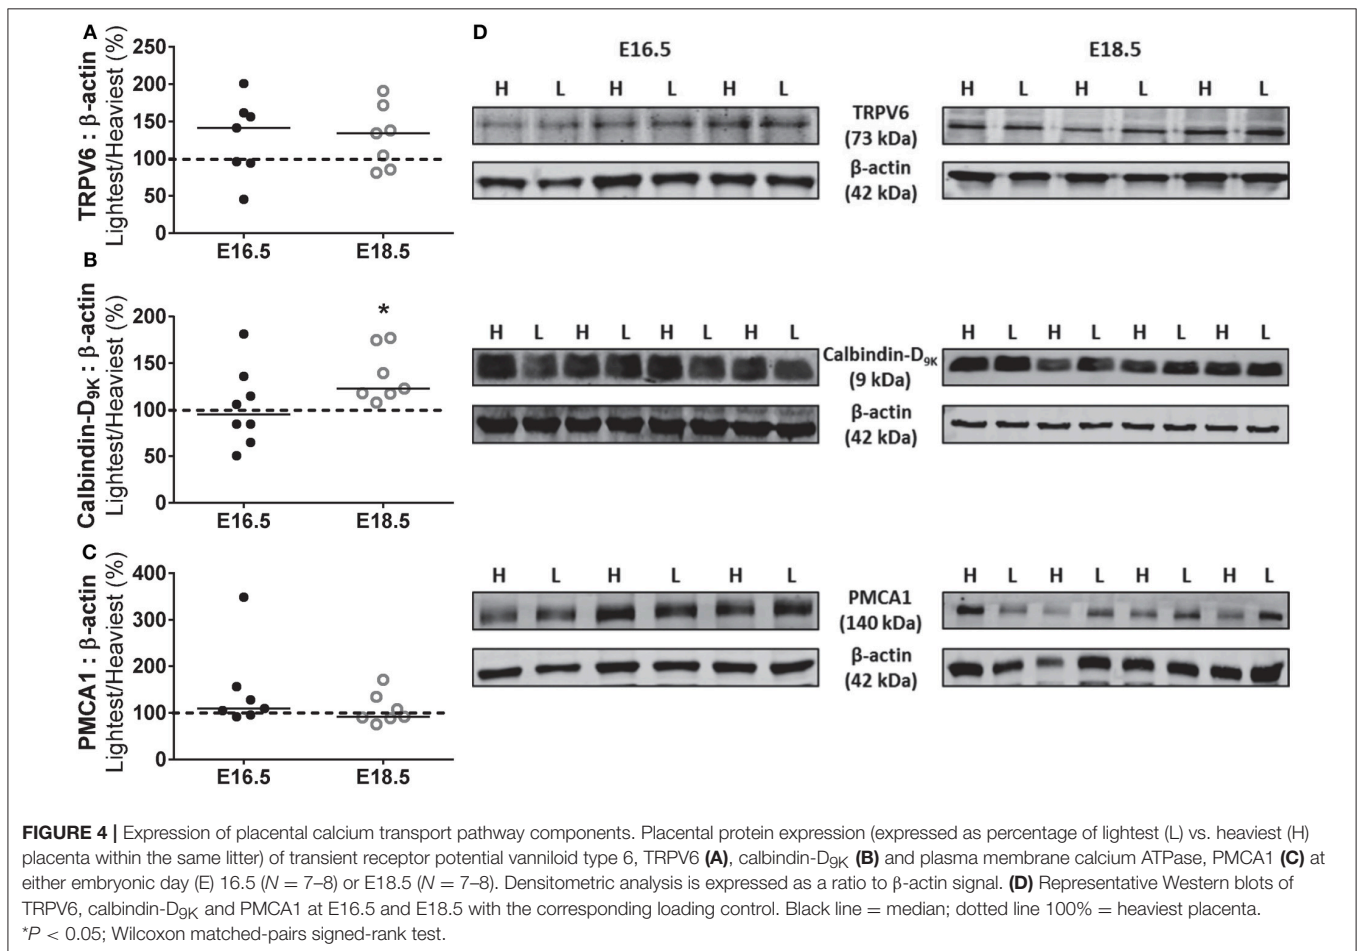 A
TRPV6 : β-actin
Lightest/Heaviest (%)
250
200
150
100
50
0
E16.5 E18.5
B
Calbindin-D9K : β-actin
Lightest/Heaviest (%)
200
150
100
50
0
*
E16.5 E18.5
C
PMCA1 : β-actin
Lightest/Heaviest (%)
400
300
200
100
0
E16.5 E18.5
D
E16.5 E18.5
H L H L H L H L H L H L
TRPV6
(73 kDa)
β-actin
(42 kDa)
H L H L H L H L H L H L H L H L
Calbindin-D9K
(9 kDa)
β-actin
(42 kDa)
H L H L H L H L H L H L H L
PMCA1
(140 kDa)
β-actin
(42 kDa)
FIGURE 4 | Expression of placental calcium transport pathway components. Placental protein expression (expressed as percentage of lightest (L) vs. heaviest (H)
placenta within the same litter) of transient receptor potential vanniloid type 6, TRPV6 (A), calbindin-D9K (B) and plasma membrane calcium ATPase, PMCA1 (C) at
either embryonic day (E) 16.5 (N = 7–8) or E18.5 (N = 7–8). Densitometric analysis is expressed as a ratio to β-actin signal. (D) Representative Western blots of
TRPV6, calbindin-D9K and PMCA1 at E16.5 and E18.5 with the corresponding loading control. Black line = median; dotted line 100% = heaviest placenta.
*P < 0.05; Wilcoxon matched-pairs signed-rank test.